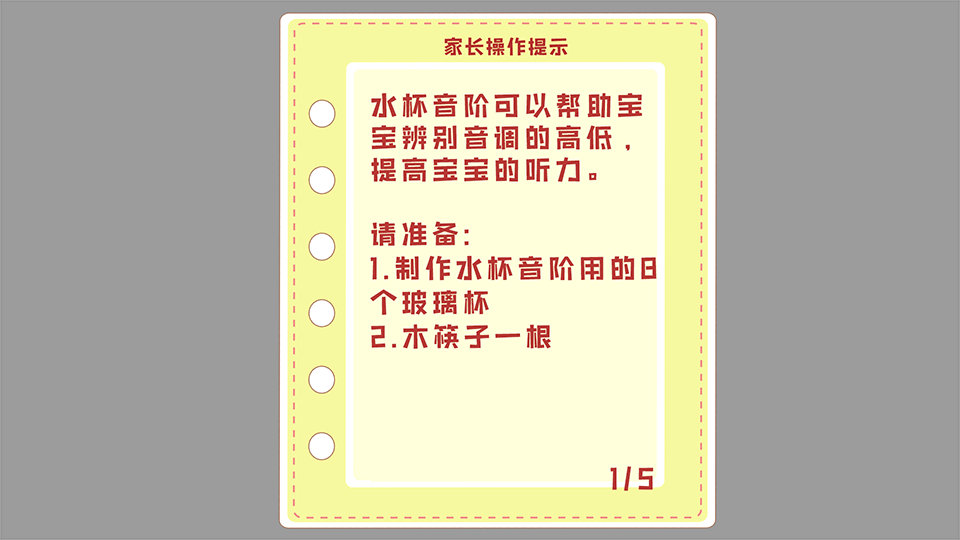 家长操作提示
水杯音阶可以帮助宝
宝辨别音调的高低，
提高宝宝的听力。
请准备：
1.制作水杯音阶用的8
个玻璃杯
2.木筷子一根
1/5